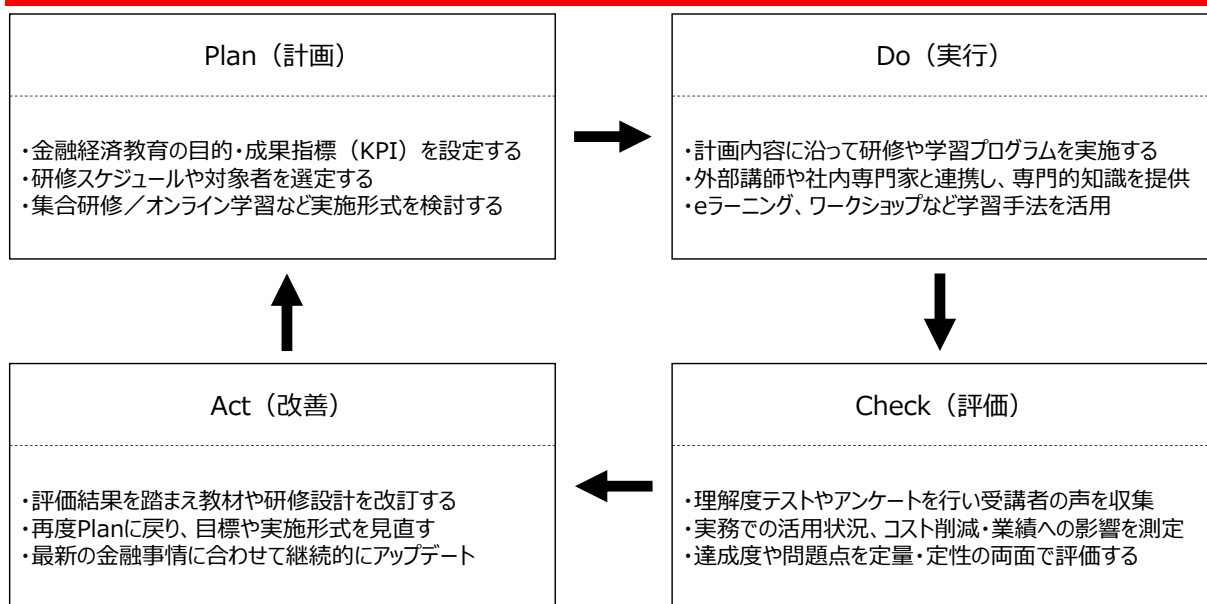 Plan（計画）
・金融経済教育の目的・成果指標（KPI）を設定する
・研修スケジュールや対象者を選定する
・集合研修／オンライン学習など実施形式を検討する
Do（実行）
・計画内容に沿って研修や学習プログラムを実施する
・外部講師や社内専門家と連携し、専門的知識を提供
・eラーニング、ワークショップなど学習手法を活用
Act（改善）
・評価結果を踏まえ教材や研修設計を改訂する
・再度Planに戻り、目標や実施形式を見直す
・最新の金融事情に合わせて継続的にアップデート
Check（評価）
・理解度テストやアンケートを行い受講者の声を収集
・実務での活用状況、コスト削減・業績への影響を測定
・達成度や問題点を定量・定性の両面で評価する